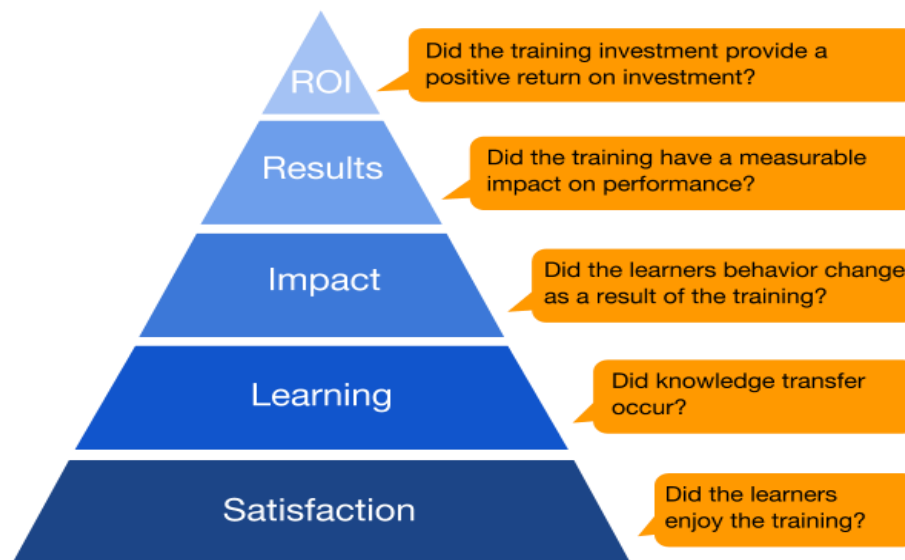 ROI
Did the training investment provide a
positive return on investment?
Results
Did the training have a measurable
impact on performance?
Impact
Did the learners behavior change
as a result of the training?
Learning
Did knowledge transfer
occur?
Satisfaction
Did the learners
enjoy the training?